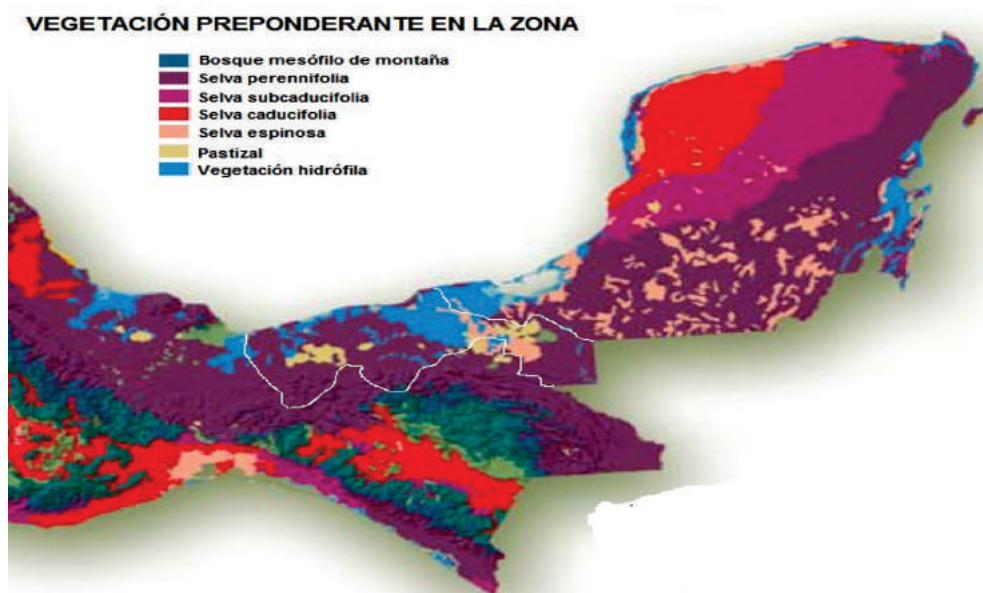 VEGETACIÓN PREPONDERANTE EN LA ZONA
Bosque mesófilo de montaña
Selva perennifolia
Selva subcaducifolia
Selva caducifolia
Selva espinosa
Pastizal
Vegetación hidrófila